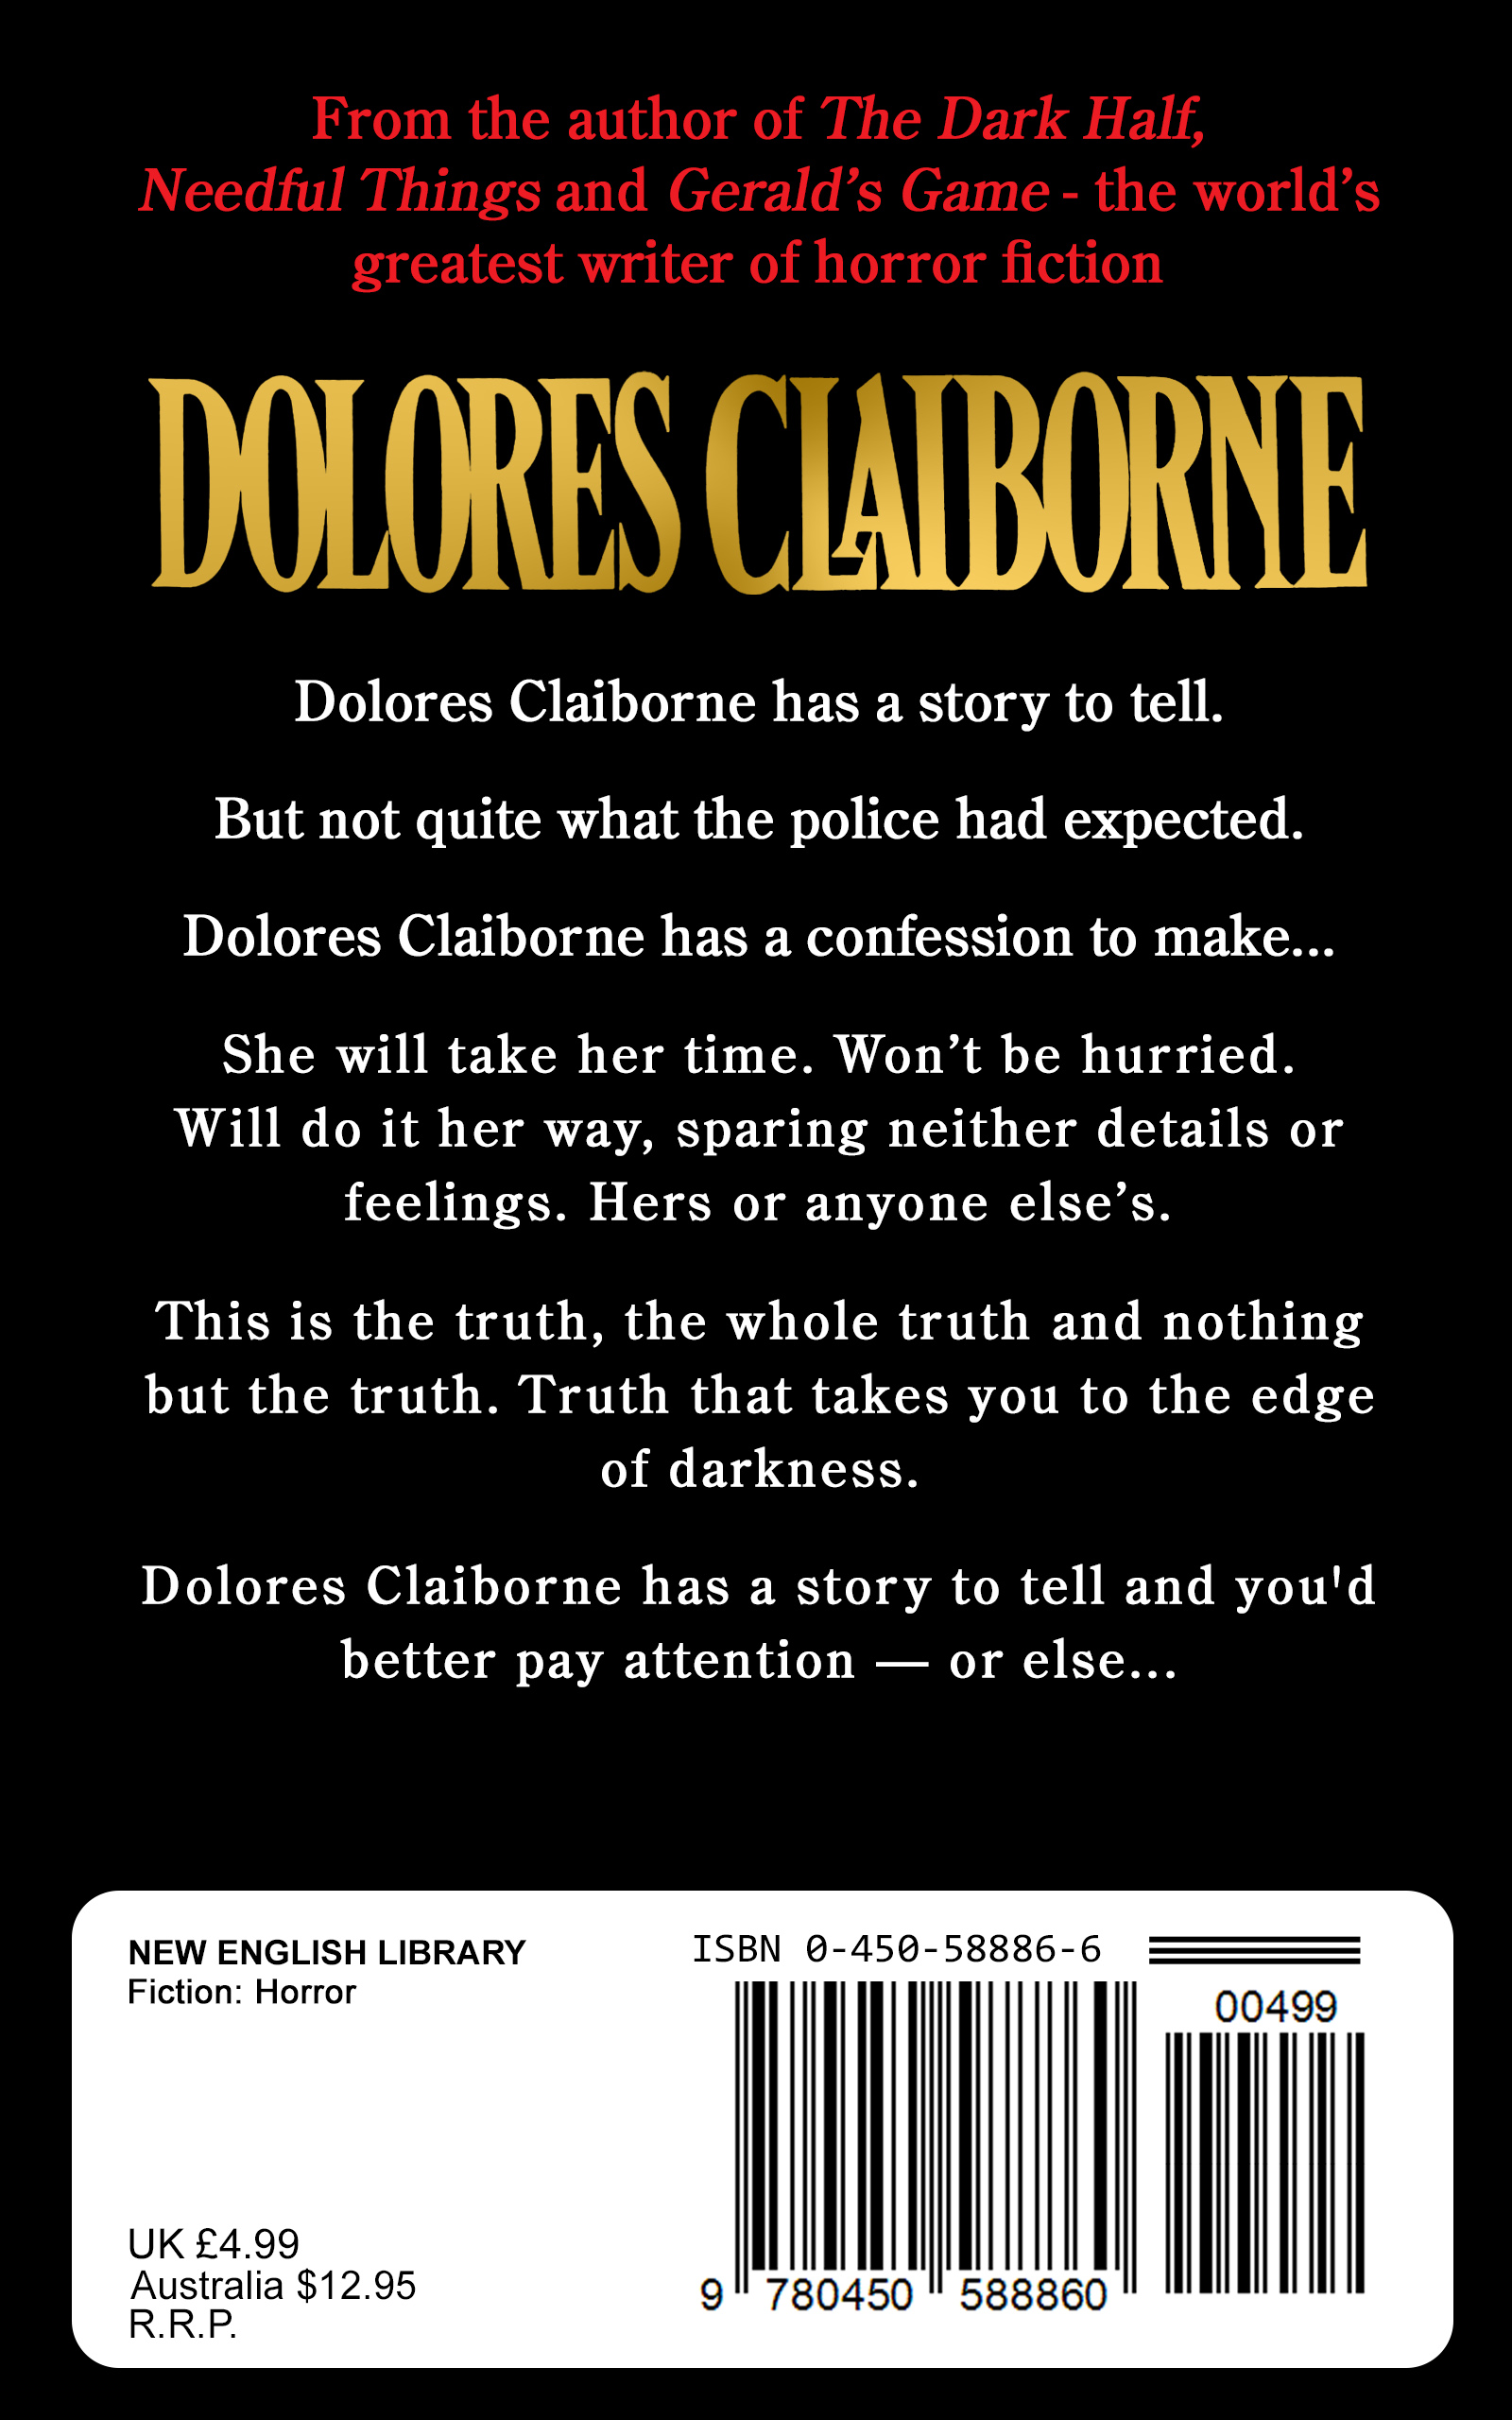 From the author of The Dark Half,
Needful Things and Gerald’s Game - the world’s
greatest writer of horror fiction
DOLORES CLAIBORNE
Dolores Claiborne has a story to tell.
But not quite what the police had expected.
Dolores Claiborne has a confession to make...
She will take her time. Won’t be hurried.
Will do it her way, sparing neither details or
feelings. Hers or anyone else’s.
This is the truth, the whole truth and nothing
but the truth. Truth that takes you to the edge
of darkness.
Dolores Claiborne has a story to tell and you'd
better pay attention — or else...
NEW ENGLISH LIBRARY
Fiction: Horror
UK £4.99
Australia $12.95
R.R.P.
ISBN 0-450-58886-6
00499
9 780450 588860